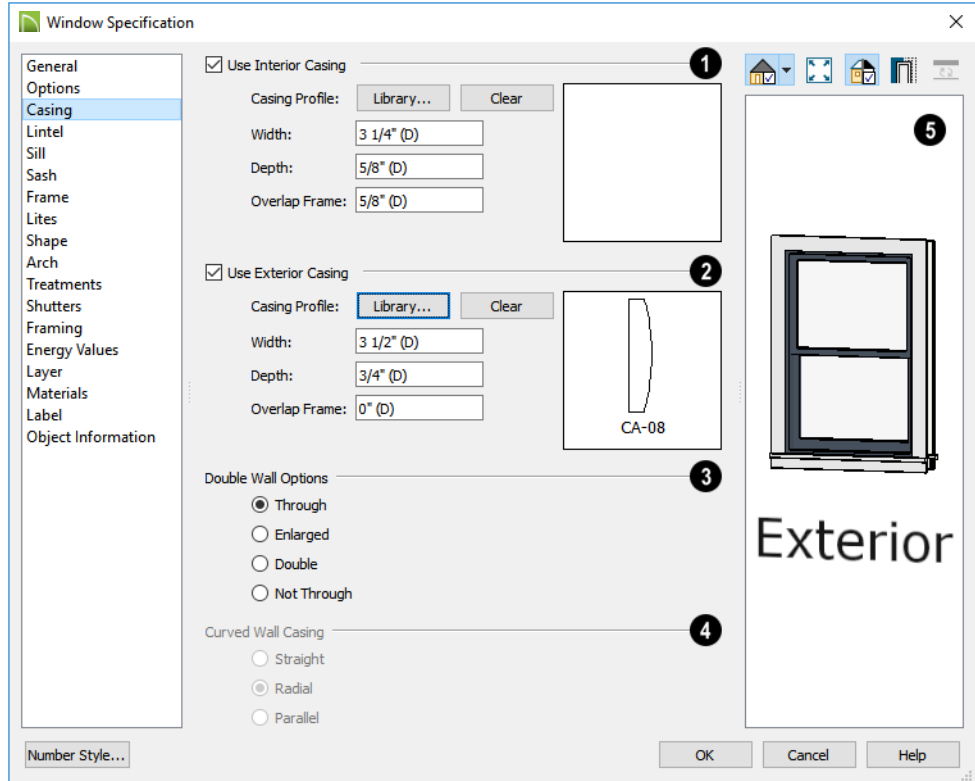 Window Specification
General
Options
Casing
Lintel
Sill
Sash
Frame
Lites
Shape
Arch
Treatments
Shutters
Framing
Energy Values
Layer
Materials
Label
Object Information
Use Interior Casing 1
Casing Profile: Library... Clear
Width: 3 1/4" (D)
Depth: 5/8" (D)
Overlap Frame: 5/8" (D)
Use Exterior Casing 2
Casing Profile: Library... Clear
Width: 3 1/2" (D)
Depth: 3/4" (D)
Overlap Frame: 0" (D)
CA-08
Double Wall Options 3
Through
Enlarged
Double
Not Through
Curved Wall Casing 4
Straight
Radial
Parallel
5
Exterior
Number Style... OK Cancel Help